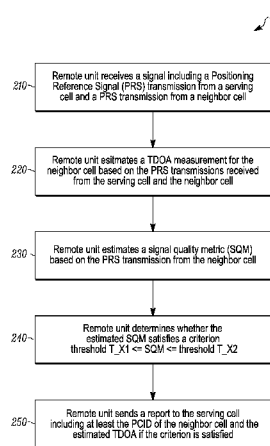 210
Remote unit receives a signal including a Positioning
Reference Signal (PRS) transmission from a serving
cell and a PRS transmission from a neighbor cell
220
Remote unit esitmates a TDOA measurement for the
neighbor cell based on the PRS transmissions received
from the serving cell and the neighbor cell
230
Remote unit estimates a signal quality metric (SQM)
based on the PRS transmission from the neighbor cell
240
Remote unit determines whether the
estimated SQM satisfies a criterion
threshold T_X1 <= SQM <= threshold T_X2
250
Remote unit sends a report to the serving cell
including at least the PCID of the neighbor cell and the
estimated TDOA if the criterion is satisfied